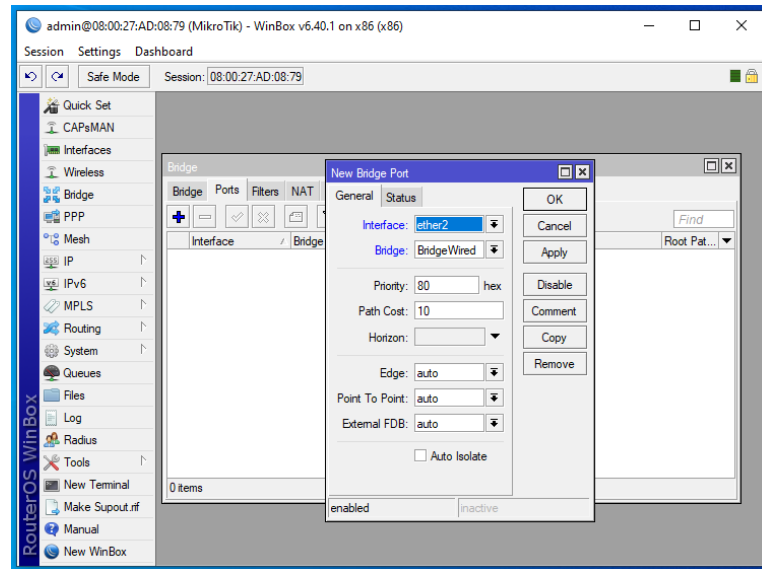 admin@08:00:27:AD:08:79 (MikroTik) - WinBox v6.40.1 on x86 (x86)
Session Settings Dashboard
Safe Mode Session: 08:00:27:AD:08:79
Quick Set
CAPsMAN
Interfaces
Wireless
Bridge
PPP
Mesh
IP
IPv6
MPLS
Routing
System
Queues
Files
Log
Radius
Tools
New Terminal
Make Supout.rif
Manual
New WinBox
RouterOS WinBox
Bridge
Bridge Ports Filters NAT
Find
Interface Bridge Root Pat...
0 items
New Bridge Port
General Status
Interface: ether2
Bridge: BridgeWired
Priority: 80 hex
Path Cost: 10
Horizon:
Edge: auto
Point To Point: auto
External FDB: auto
Auto Isolate
enabled inactive
OK
Cancel
Apply
Disable
Comment
Copy
Remove